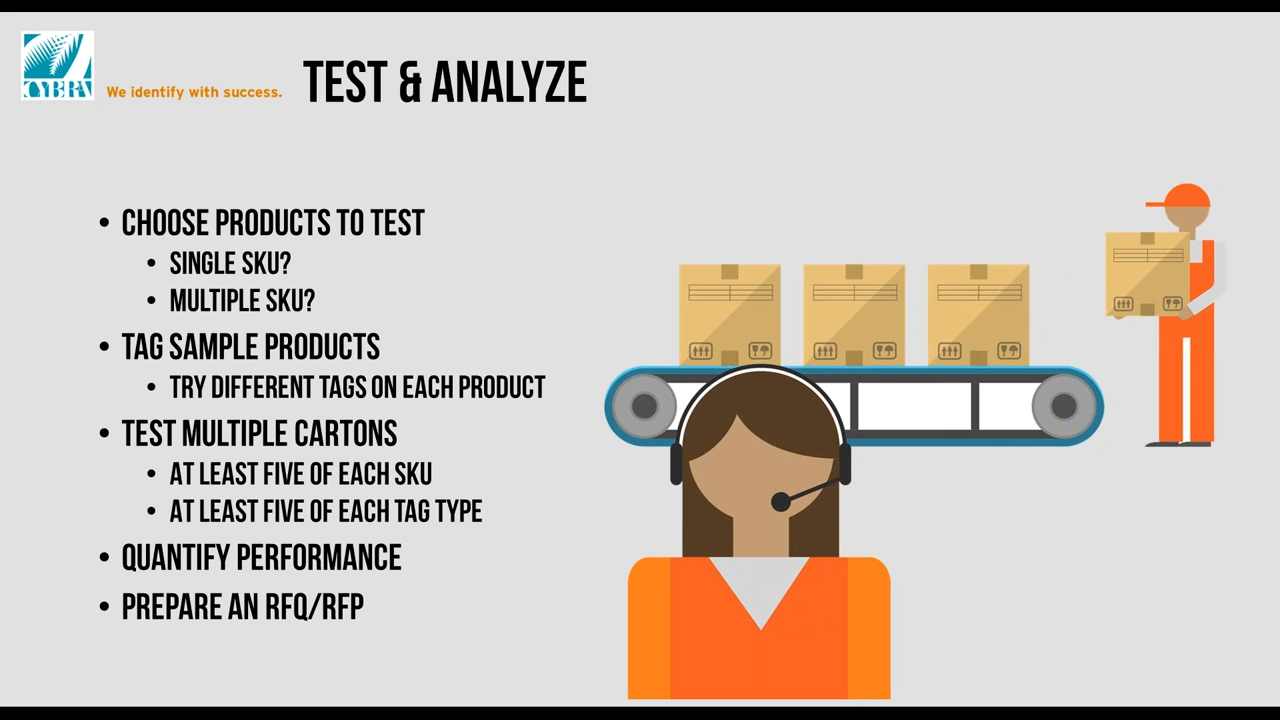 CYBRA
We identify with success.
TEST & ANALYZE
• CHOOSE PRODUCTS TO TEST
• SINGLE SKU?
• MULTIPLE SKU?
• TAG SAMPLE PRODUCTS
• TRY DIFFERENT TAGS ON EACH PRODUCT
• TEST MULTIPLE CARTONS
• AT LEAST FIVE OF EACH SKU
• AT LEAST FIVE OF EACH TAG TYPE
• QUANTIFY PERFORMANCE
• PREPARE AN RFQ/RFP